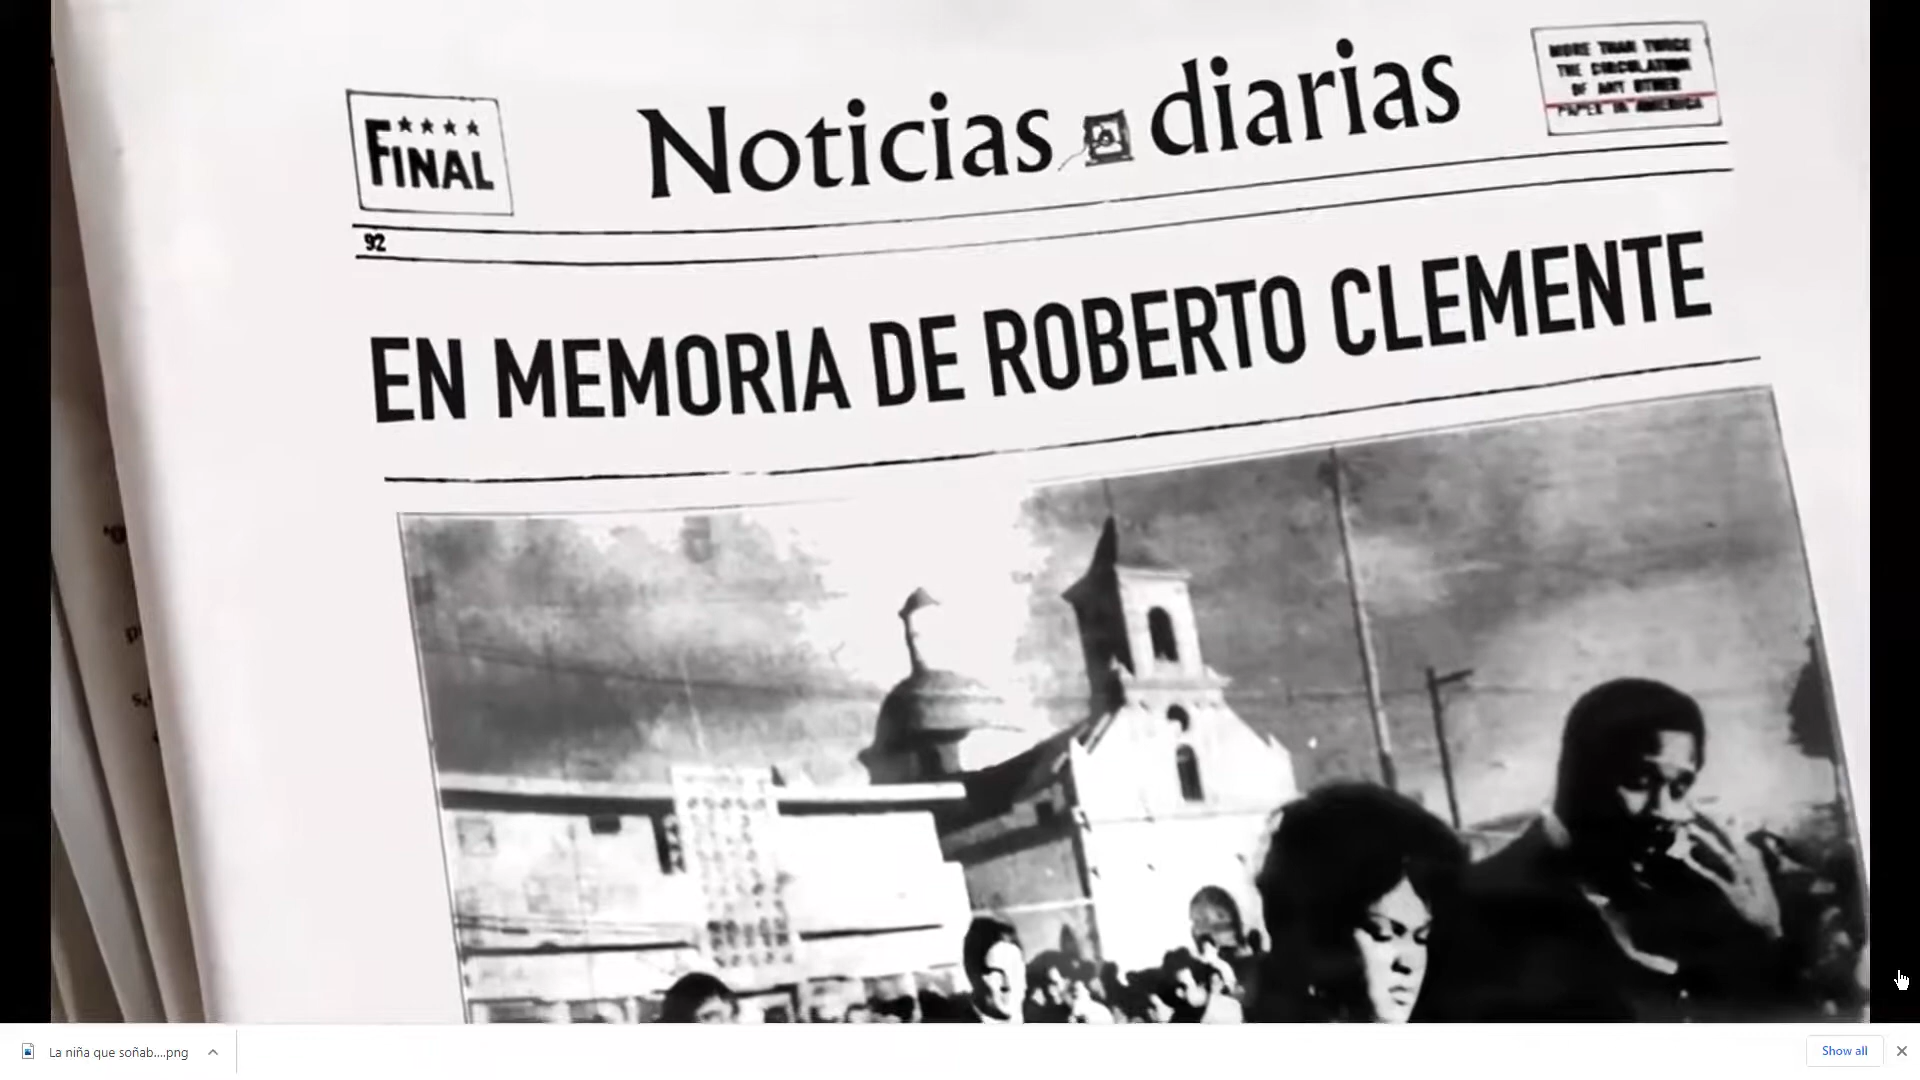 ★★★★
FINAL
Noticias diarias
MORE THAN TWICE
THE CIRCULATION
OF ANY OTHER
PAPER IN AMERICA
92
EN MEMORIA DE ROBERTO CLEMENTE
La niña que soñab....png
Show all